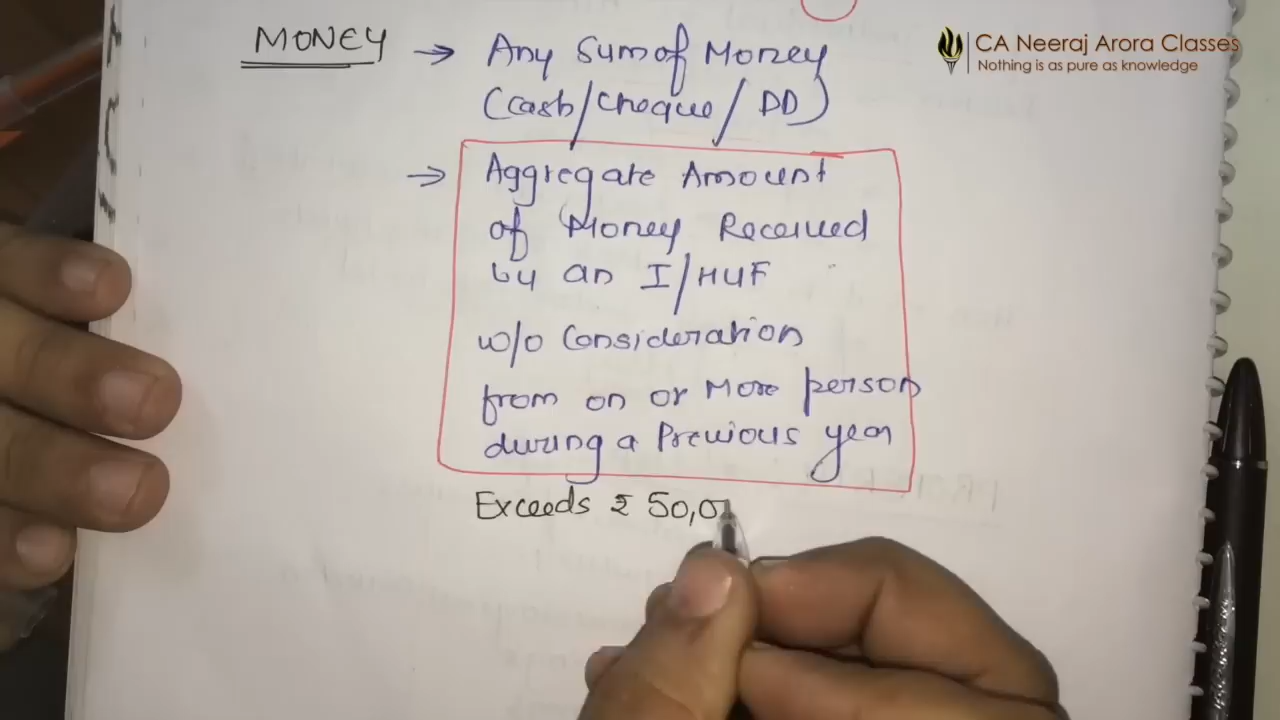 MONEY → Any Sum of Money
(Cash/Cheque/DD)
→ Aggregate Amount
of Money Received
by an I/HUF
w/o Consideration
from on or More person
during a Previous year
Exceeds ₹ 50,0
CA Neeraj Arora Classes
Nothing is as pure as knowledge